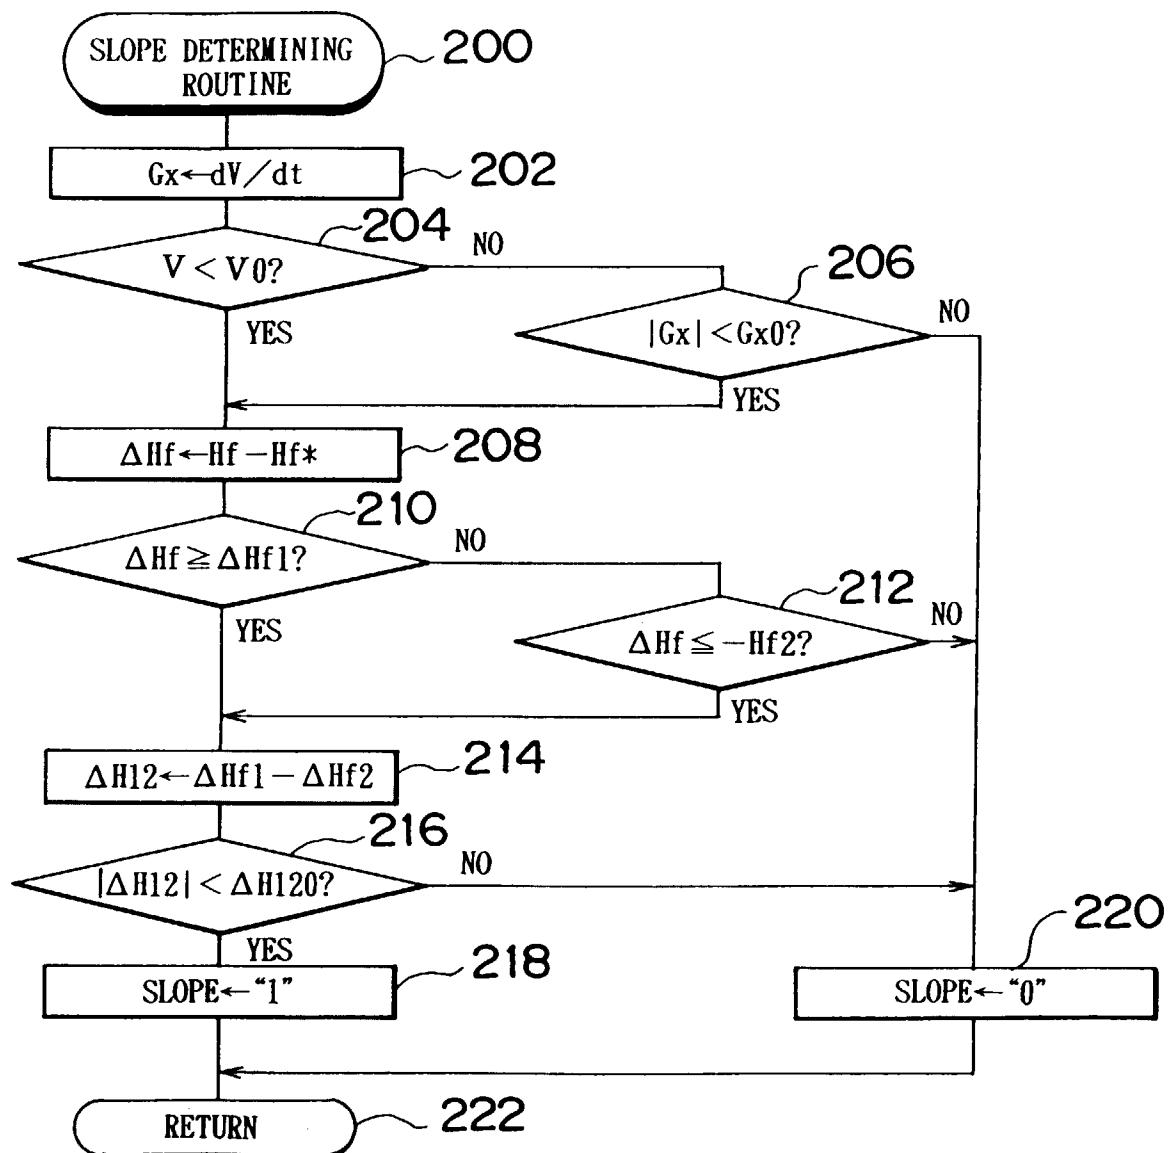 SLOPE DETERMINING
ROUTINE
200
Gx←dV/dt
202
204
V < V0?
NO
YES
206
|Gx| < Gx0?
NO
YES
ΔHf←Hf－Hf*
208
210
ΔHf ≧ ΔHf1?
NO
YES
212
ΔHf ≦ －Hf2?
NO
YES
ΔH12←ΔHf1－ΔHf2
214
216
|ΔH12| < ΔH120?
NO
YES
SLOPE←“1”
218
220
SLOPE←“0”
RETURN
222